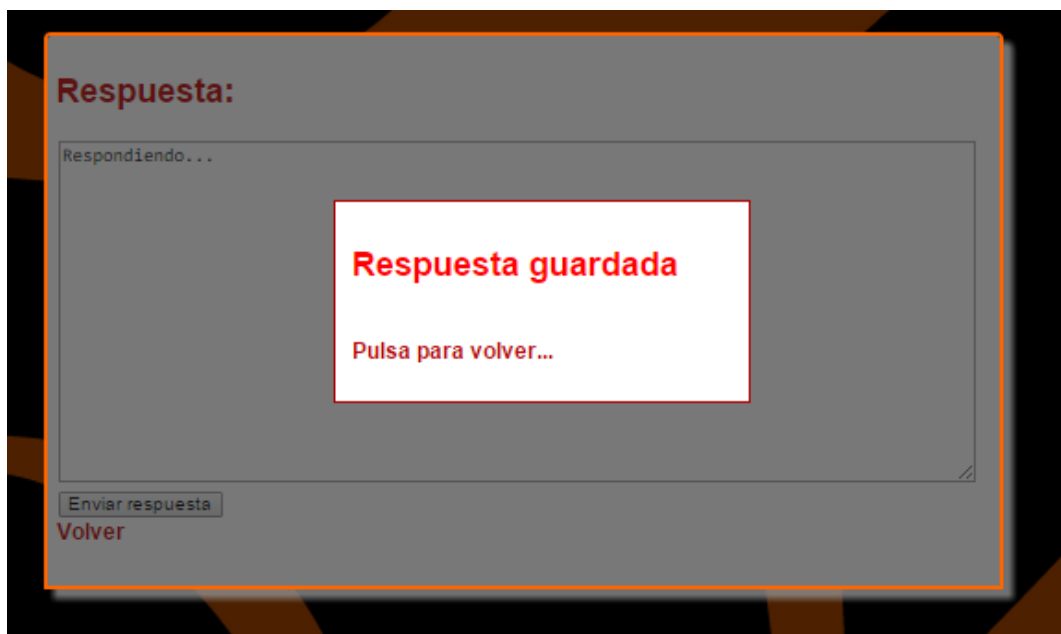 Respuesta:
Respondiendo...
Respuesta guardada
Pulsa para volver...
Enviar respuesta
Volver